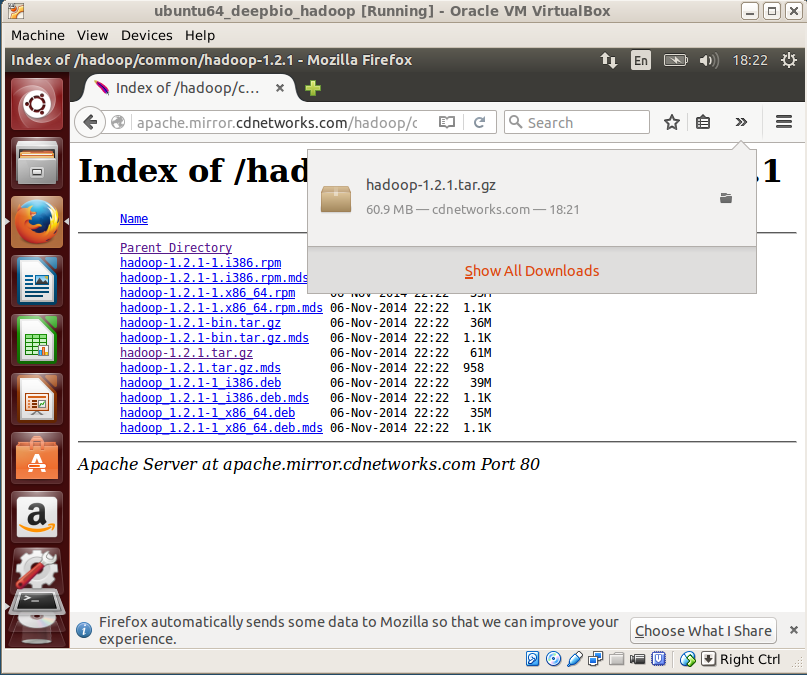 ubuntu64_deepbio_hadoop [Running] - Oracle VM VirtualBox
Machine View Devices Help
Index of /hadoop/common/hadoop-1.2.1 - Mozilla Firefox
En 18:22
Index of /hadoop/c...
apache.mirror.cdnetworks.com/hadoop/c
Search
Index of /had .1
hadoop-1.2.1.tar.gz
60.9 MB — cdnetworks.com — 18:21
Show All Downloads
Name
Parent Directory
hadoop-1.2.1-1.i386.rpm
hadoop-1.2.1-1.i386.rpm.mds
hadoop-1.2.1-1.x86_64.rpm 06-Nov-2014 22:22 35M
hadoop-1.2.1-1.x86_64.rpm.mds 06-Nov-2014 22:22 1.1K
hadoop-1.2.1-bin.tar.gz 06-Nov-2014 22:22 36M
hadoop-1.2.1-bin.tar.gz.mds 06-Nov-2014 22:22 1.1K
hadoop-1.2.1.tar.gz 06-Nov-2014 22:22 61M
hadoop-1.2.1.tar.gz.mds 06-Nov-2014 22:22 958
hadoop_1.2.1-1_i386.deb 06-Nov-2014 22:22 39M
hadoop_1.2.1-1_i386.deb.mds 06-Nov-2014 22:22 1.1K
hadoop_1.2.1-1_x86_64.deb 06-Nov-2014 22:22 35M
hadoop_1.2.1-1_x86_64.deb.mds 06-Nov-2014 22:22 1.1K
Apache Server at apache.mirror.cdnetworks.com Port 80
Firefox automatically sends some data to Mozilla so that we can improve your
experience.
Choose What I Share
Right Ctrl